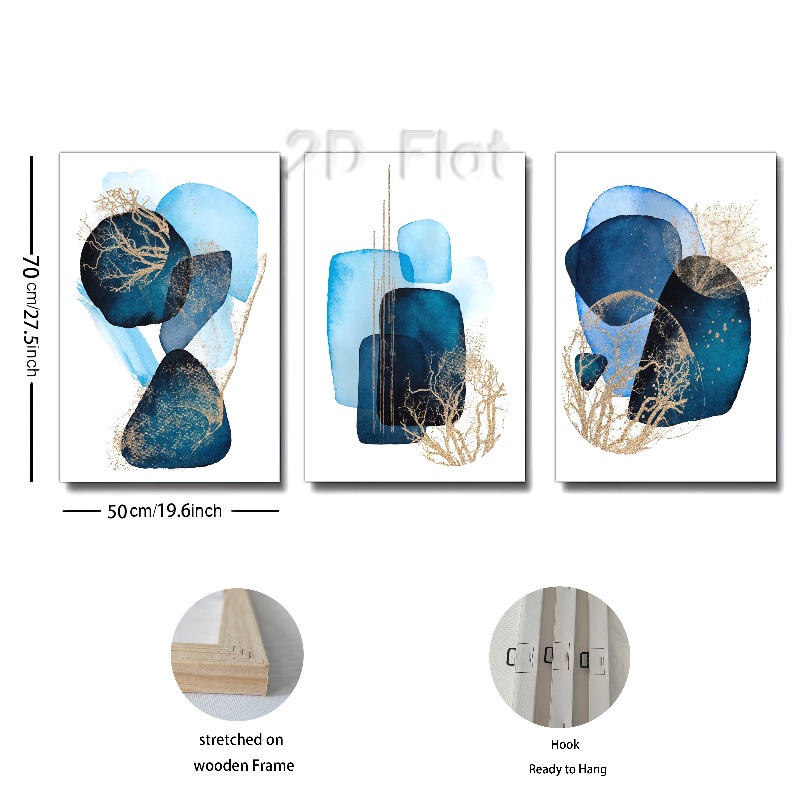 2D Flat
70 cm/27.5inch
50 cm/19.6inch
stretched on
wooden Frame
Hook
Ready to Hang